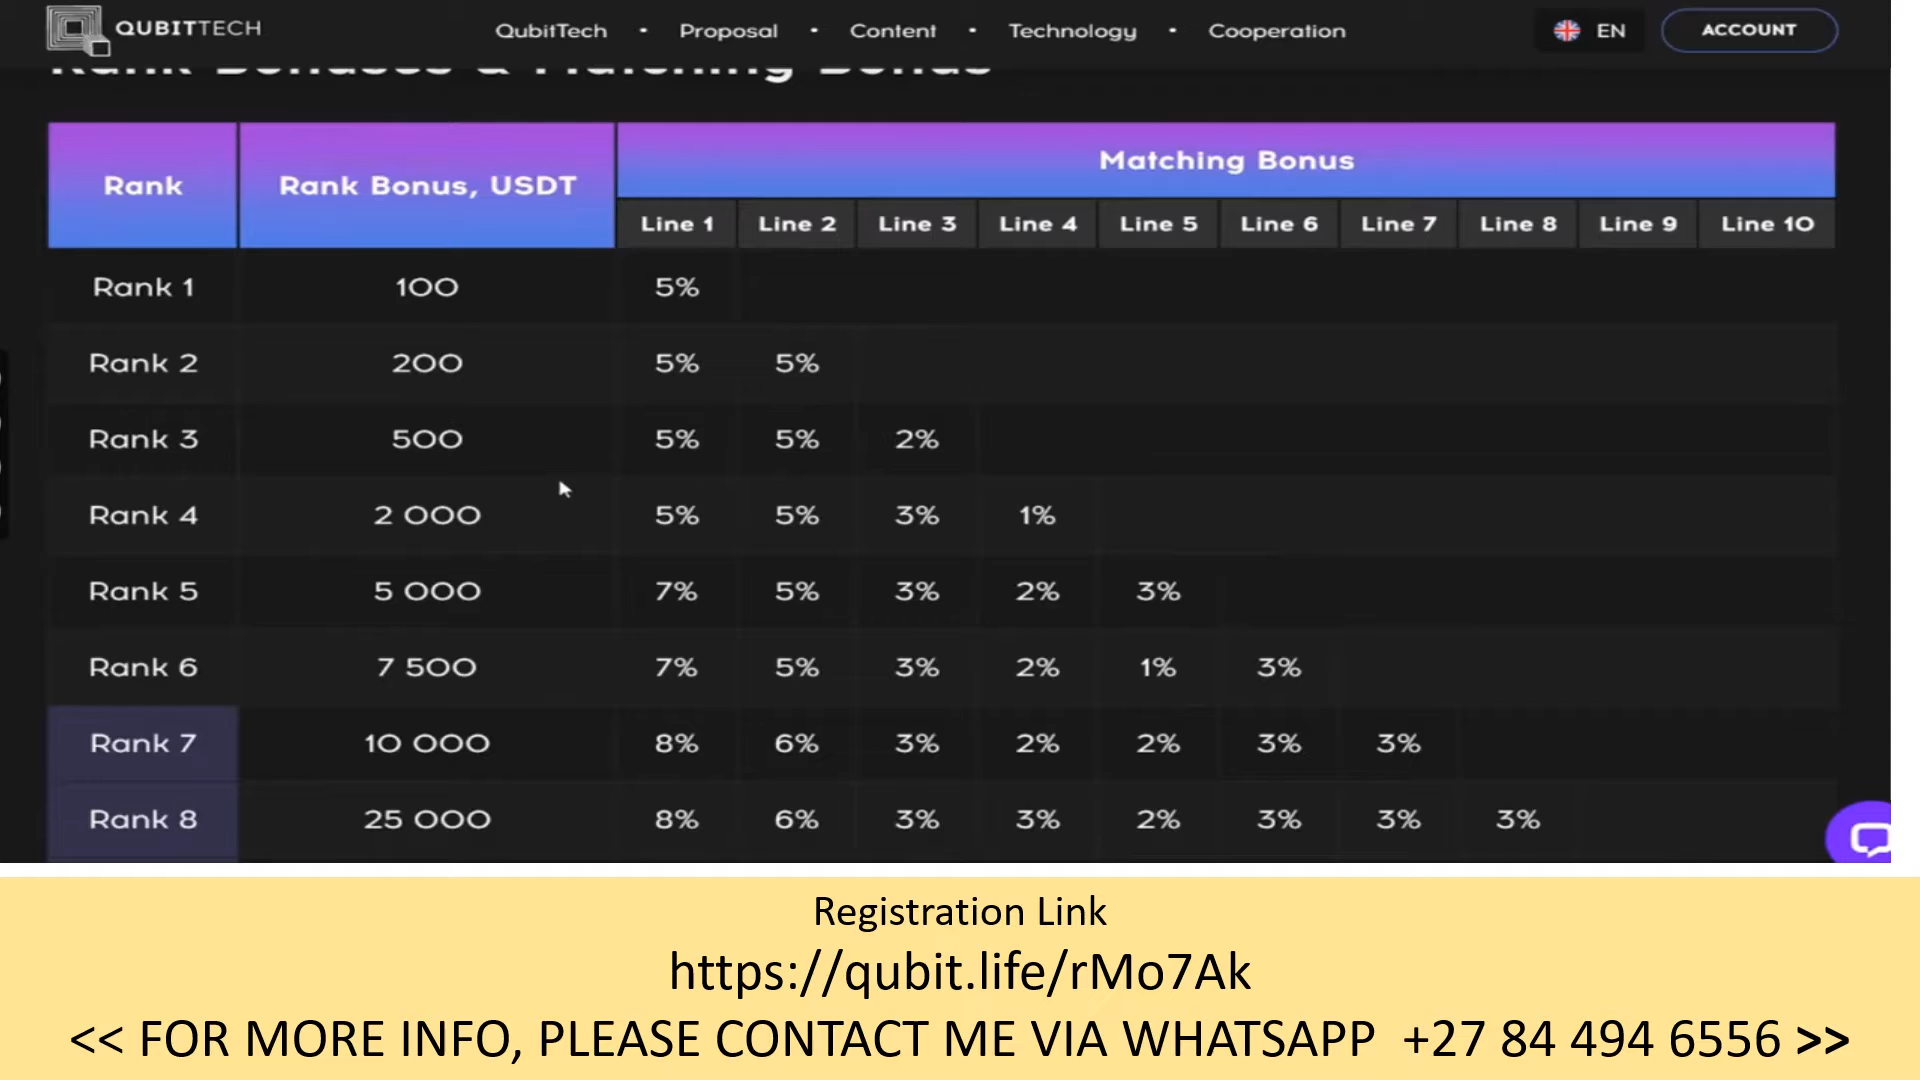 QUBITTECH
QubitTech • Proposal • Content • Technology • Cooperation
EN
ACCOUNT
Rank Bonuses & Matching Bonus
Rank Rank Bonus, USDT Matching Bonus
Line 1 Line 2 Line 3 Line 4 Line 5 Line 6 Line 7 Line 8 Line 9 Line 10
Rank 1 100 5%
Rank 2 200 5% 5%
Rank 3 500 5% 5% 2%
Rank 4 2 000 5% 5% 3% 1%
Rank 5 5 000 7% 5% 3% 2% 3%
Rank 6 7 500 7% 5% 3% 2% 1% 3%
Rank 7 10 000 8% 6% 3% 2% 2% 3% 3%
Rank 8 25 000 8% 6% 3% 3% 2% 3% 3% 3%
Registration Link
https://qubit.life/rMo7Ak
<< FOR MORE INFO, PLEASE CONTACT ME VIA WHATSAPP +27 84 494 6556 >>